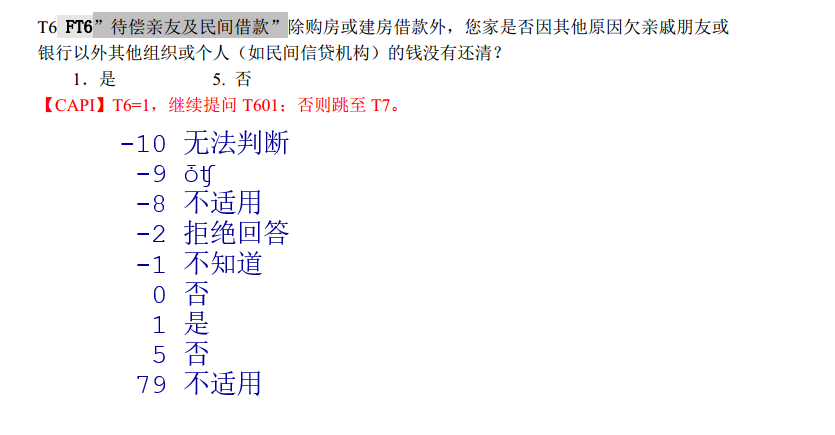 T6 FT6”待偿亲友及民间借款”除购房或建房借款外，您家是否因其他原因欠亲戚朋友或
银行以外其他组织或个人（如民间信贷机构）的钱没有还清？
1．是 5. 否
【CAPI】T6=1，继续提问 T601；否则跳至 T7。
-10 无法判断
-9
-8 不适用
-2 拒绝回答
-1 不知道
0 否
1 是
5 否
79 不适用